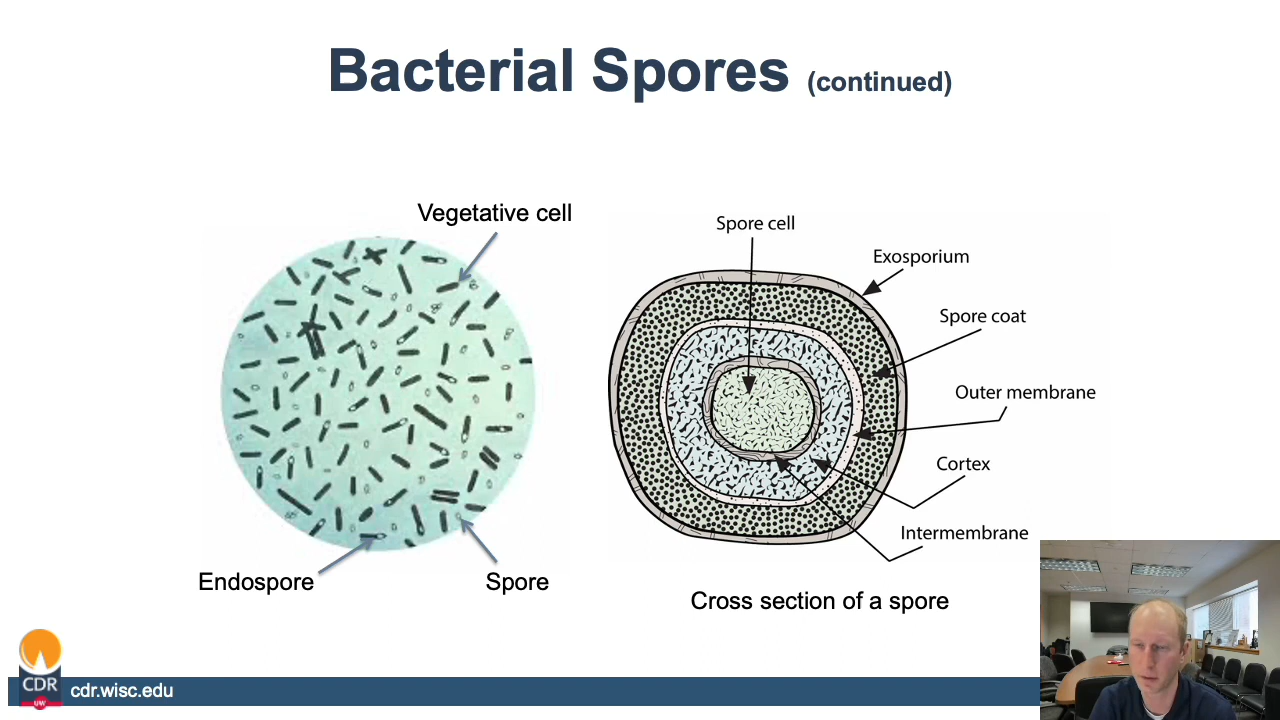 Bacterial Spores (continued)
Vegetative cell
Endospore
Spore
Spore cell
Exosporium
Spore coat
Outer membrane
Cortex
Intermembrane
Cross section of a spore
CDR
UW
cdr.wisc.edu